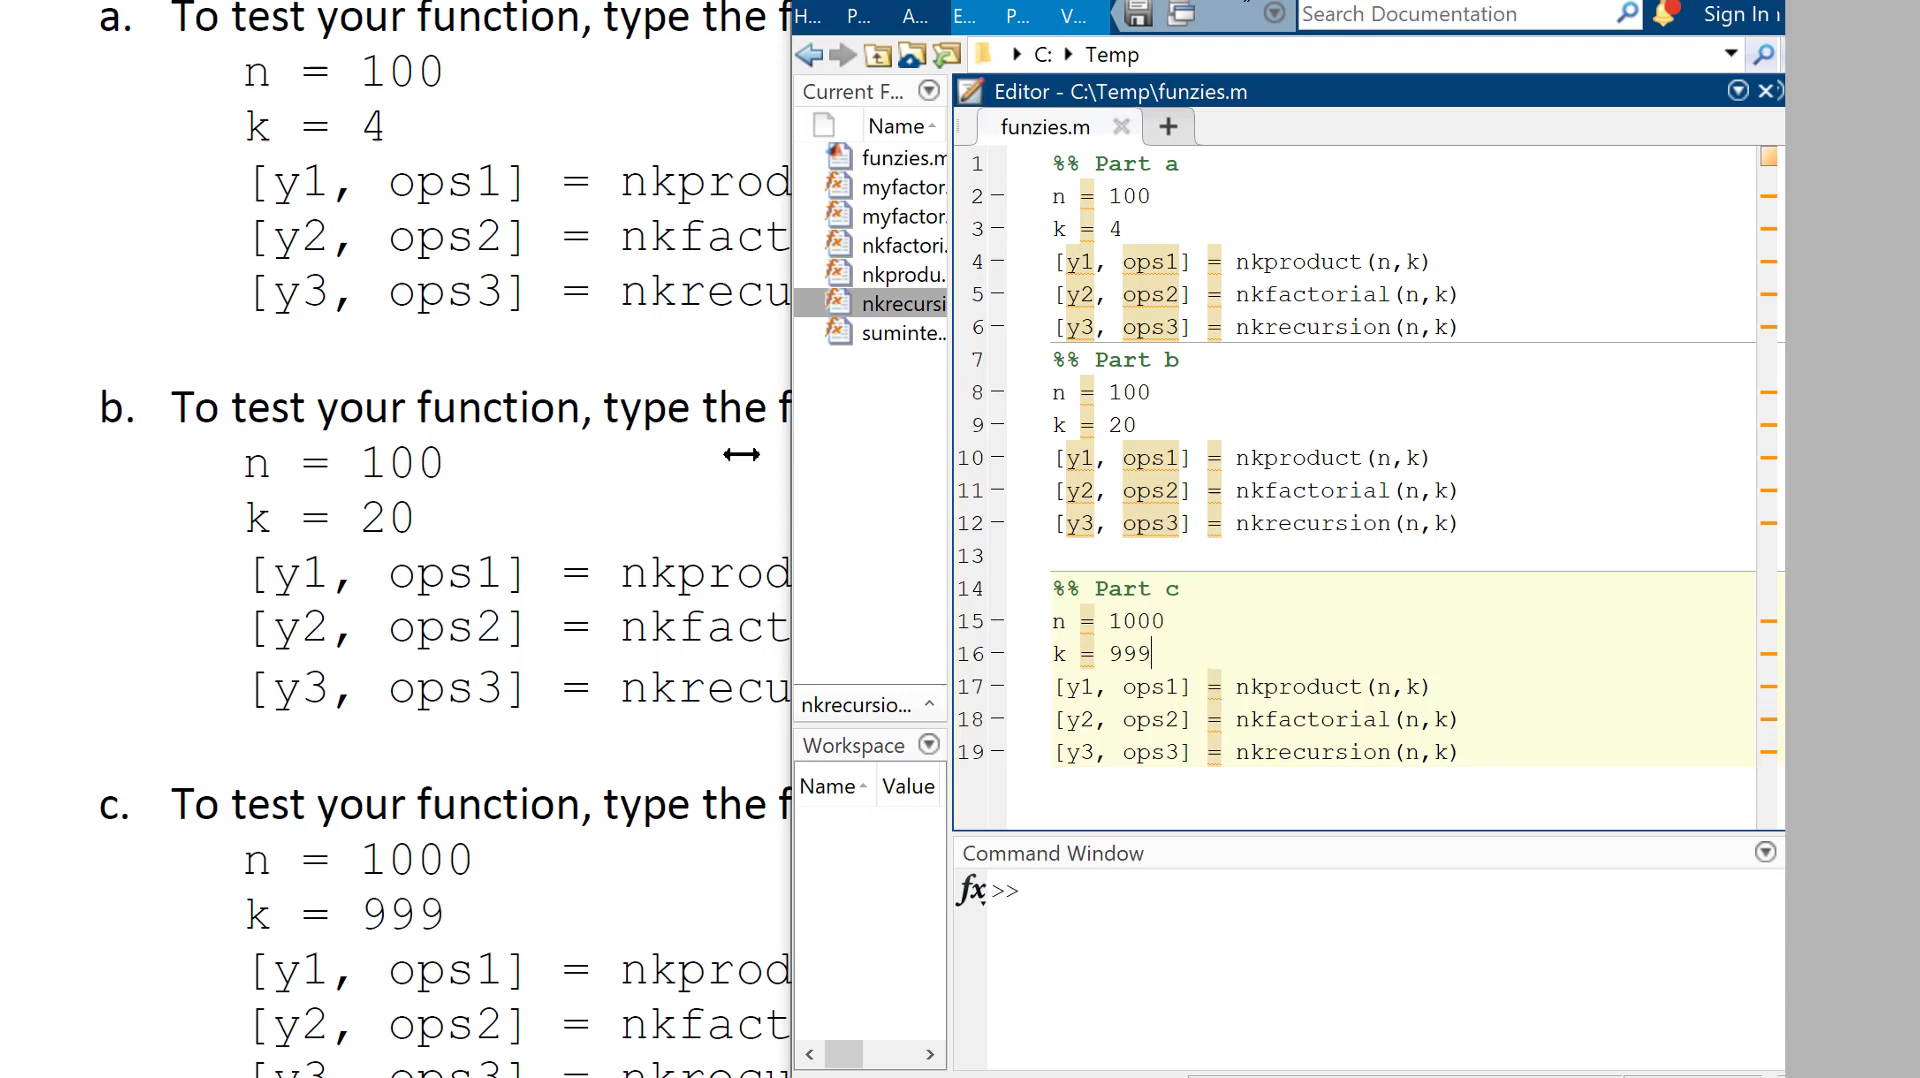 a. To test your function, type the f
n = 100
k = 4
[y1, ops1] = nkprod
[y2, ops2] = nkfact
[y3, ops3] = nkrecu
b. To test your function, type the f
n = 100
k = 20
[y1, ops1] = nkprod
[y2, ops2] = nkfact
[y3, ops3] = nkrecu
c. To test your function, type the f
n = 1000
k = 999
[y1, ops1] = nkprod
[y2, ops2] = nkfact
[y3, ops3] = nkrecu
H... P... A... E... P... V...
Search Documentation
Sign In
C: Temp
Current F...
Name
funzies.m
myfactor.
myfactor.
nkfactori.
nkprodu.
nkrecursi
suminte..
nkrecursio...
Workspace
Name Value
Editor - C:\Temp\funzies.m
funzies.m +
1 %% Part a
2 – n = 100
3 – k = 4
4 – [y1, ops1] = nkproduct(n,k)
5 – [y2, ops2] = nkfactorial(n,k)
6 – [y3, ops3] = nkrecursion(n,k)
7 %% Part b
8 – n = 100
9 – k = 20
10 – [y1, ops1] = nkproduct(n,k)
11 – [y2, ops2] = nkfactorial(n,k)
12 – [y3, ops3] = nkrecursion(n,k)
13
14 %% Part c
15 – n = 1000
16 – k = 999
17 – [y1, ops1] = nkproduct(n,k)
18 – [y2, ops2] = nkfactorial(n,k)
19 – [y3, ops3] = nkrecursion(n,k)
Command Window
fx >>